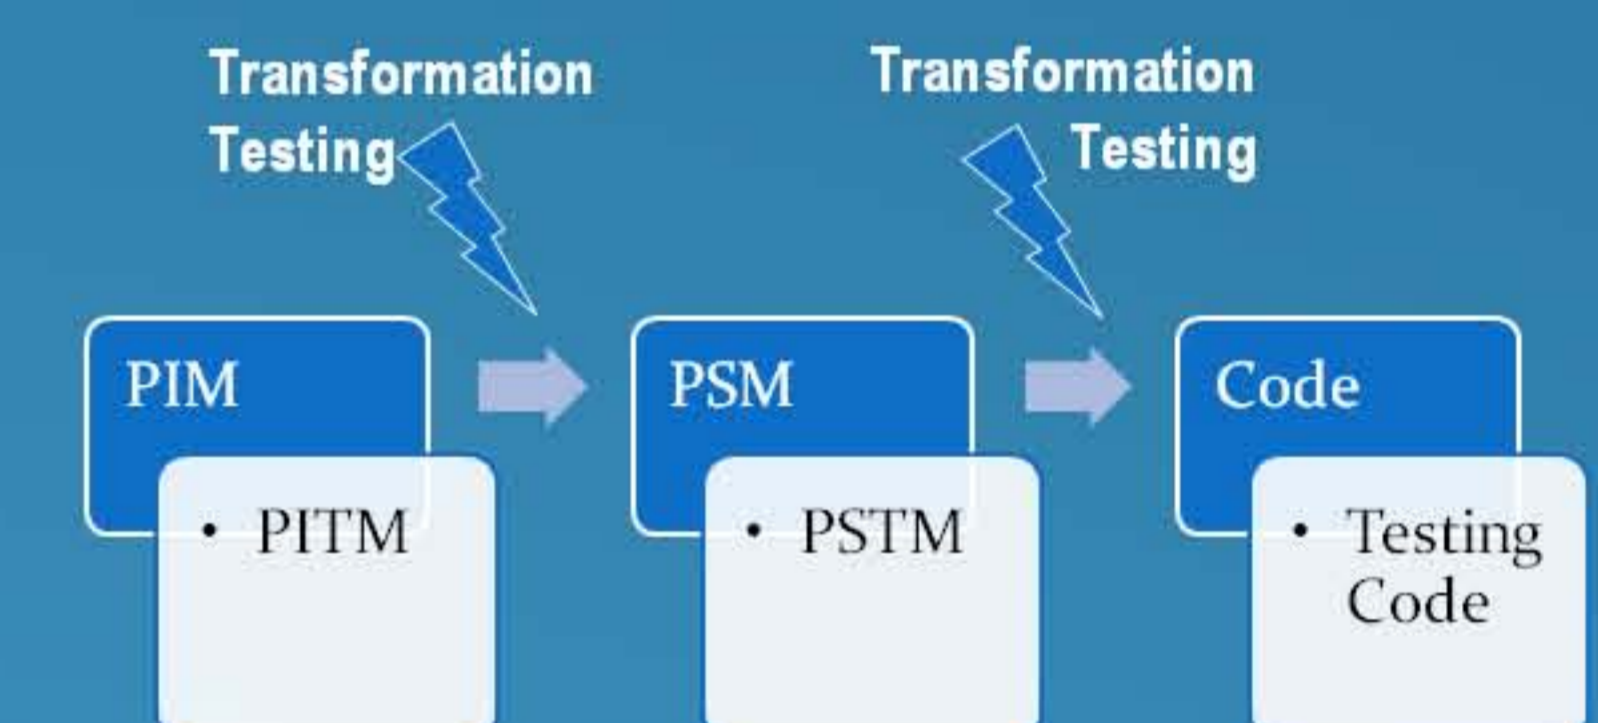 Transformation
Testing
Transformation
Testing
PIM
PSM
Code
• PITM
• PSTM
• Testing
Code